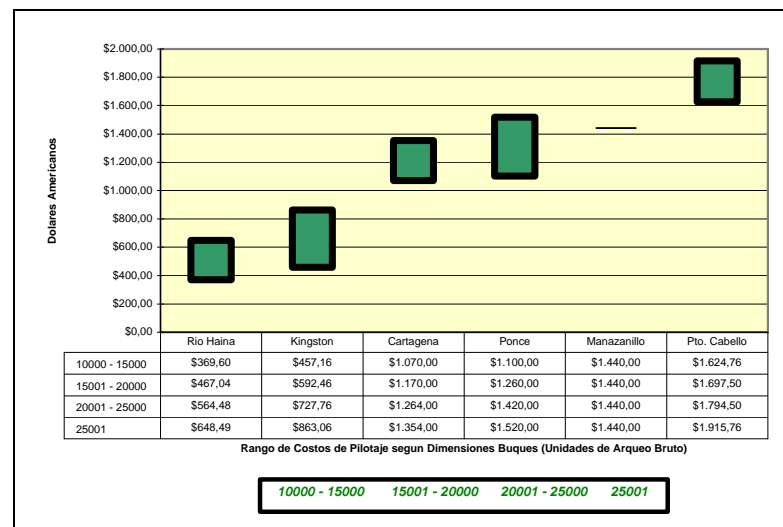 $2.000,00
$1.800,00
$1.600,00
$1.400,00
$1.200,00
$1.000,00
$800,00
$600,00
$400,00
$200,00
$0,00
Dolares Americanos
Rio Haina Kingston Cartagena Ponce Manazanillo Pto. Cabello
10000 - 15000 $369,60 $457,16 $1.070,00 $1.100,00 $1.440,00 $1.624,76
15001 - 20000 $467,04 $592,46 $1.170,00 $1.260,00 $1.440,00 $1.697,50
20001 - 25000 $564,48 $727,76 $1.264,00 $1.420,00 $1.440,00 $1.794,50
25001 $648,49 $863,06 $1.354,00 $1.520,00 $1.440,00 $1.915,76
Rango de Costos de Pilotaje segun Dimensiones Buques (Unidades de Arqueo Bruto)
10000 - 15000 15001 - 20000 20001 - 25000 25001